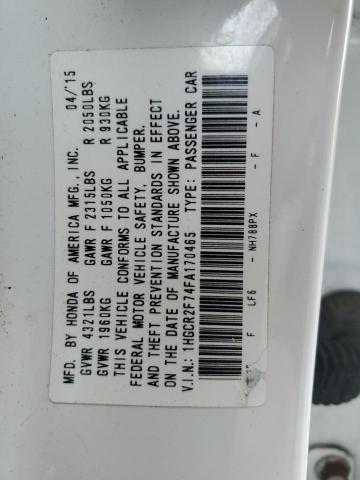 MFD. BY HONDA OF AMERICA MFG., INC. 04/'15
GVWR 4321LBS GAWR F 2315LBS R 2050LBS
GVWR 1960KG GAWR F 1050KG R 930KG
THIS VEHICLE CONFORMS TO ALL APPLICABLE
FEDERAL MOTOR VEHICLE SAFETY, BUMPER,
AND THEFT PREVENTION STANDARDS IN EFFECT
ON THE DATE OF MANUFACTURE SHOWN ABOVE.
V.I.N.: 1HGCR2F74FA170465 TYPE: PASSENGER CAR
F LF6 - NH788PX - F - A